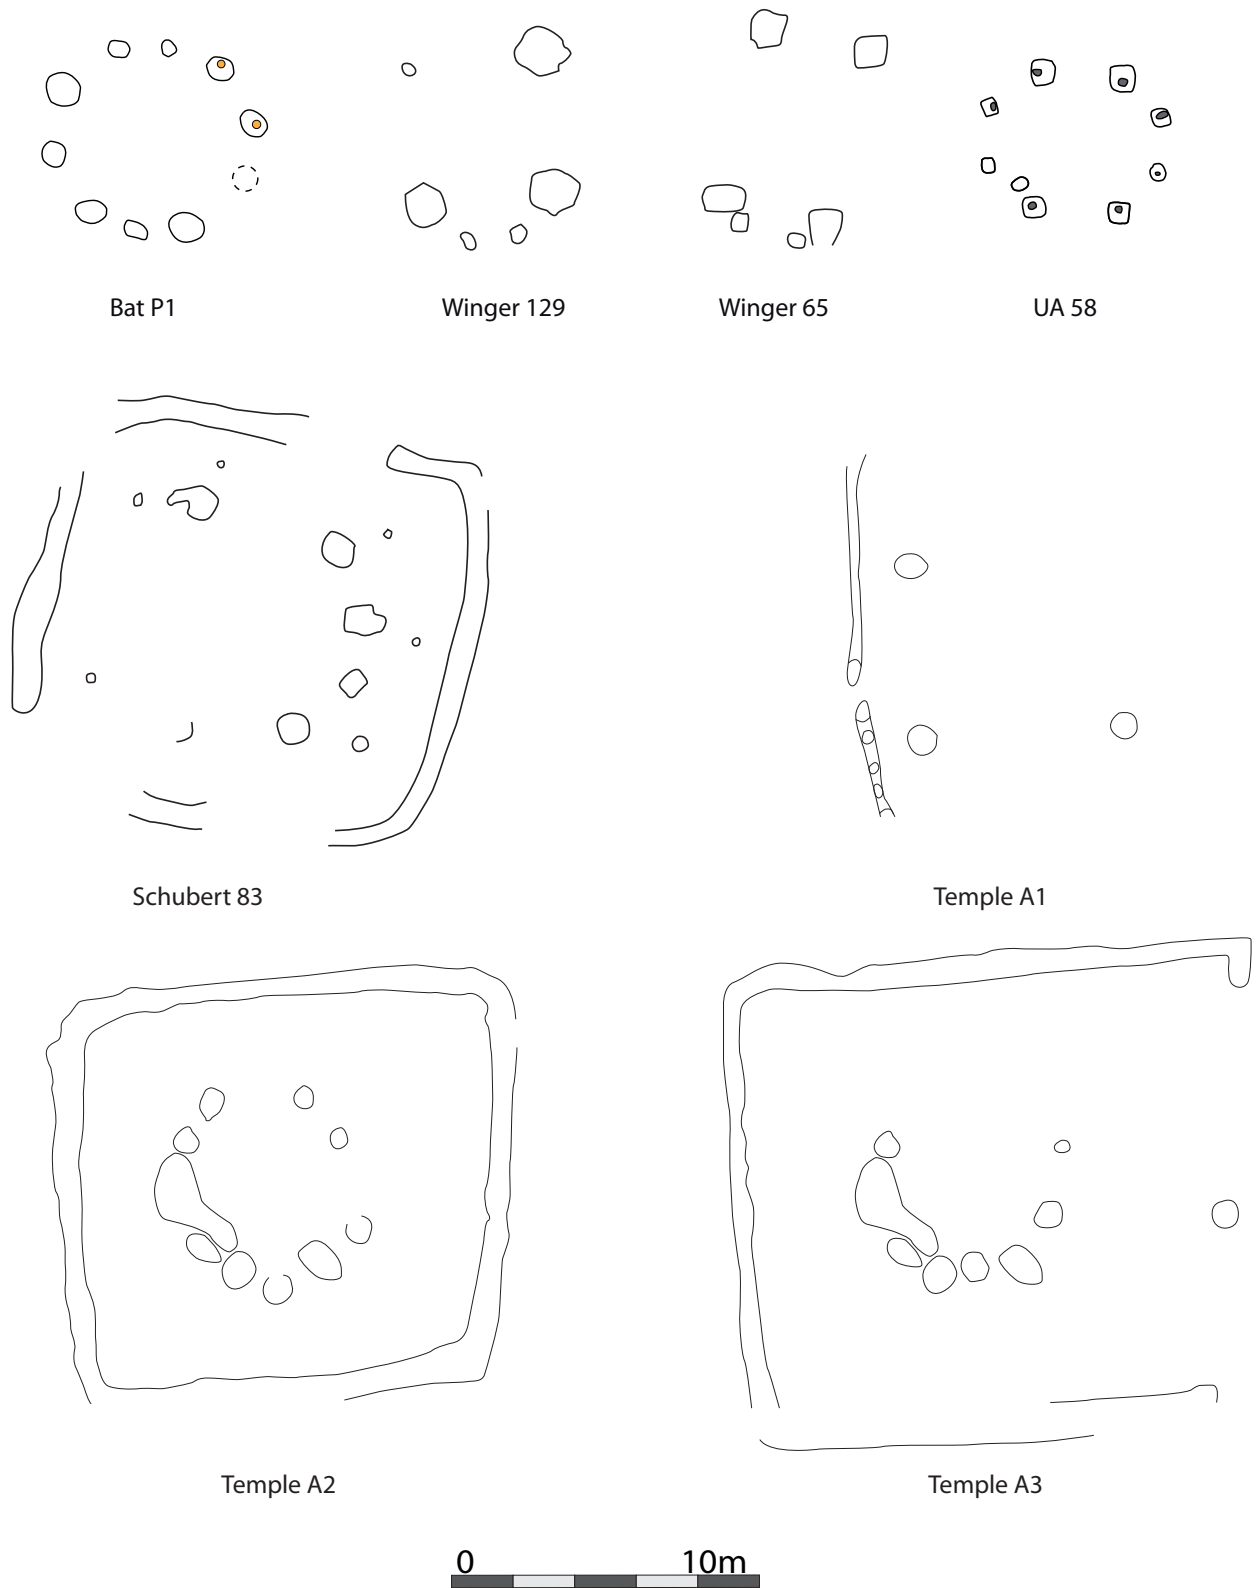 Bat P1
Winger 129
Winger 65
UA 58
Schubert 83
Temple A1
Temple A2
Temple A3
0 10m